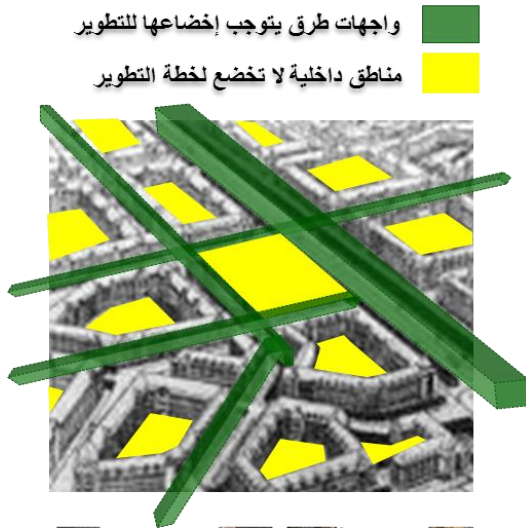 واجهات طرق يتوجب إخضاعها للتطوير
مناطق داخلية لا تخضع لخطة التطوير